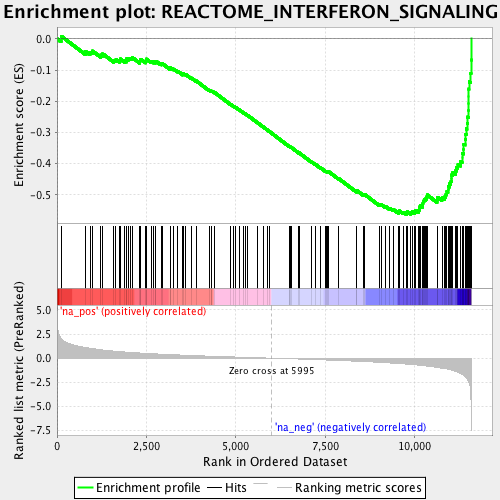 Enrichment plot: REACTOME_INTERFERON_SIGNALING
Enrichment score (ES)
0.0
-0.1
-0.2
-0.3
-0.4
-0.5
'na_pos' (positively correlated)
Ranked list metric (PreRanked)
5.0
2.5
0.0
-2.5
-5.0
-7.5
Zero cross at 5995
'na_neg' (negatively correlated)
0
2,500
5,000
7,500
10,000
Rank in Ordered Dataset
Enrichment profile
Hits
Ranking metric scores